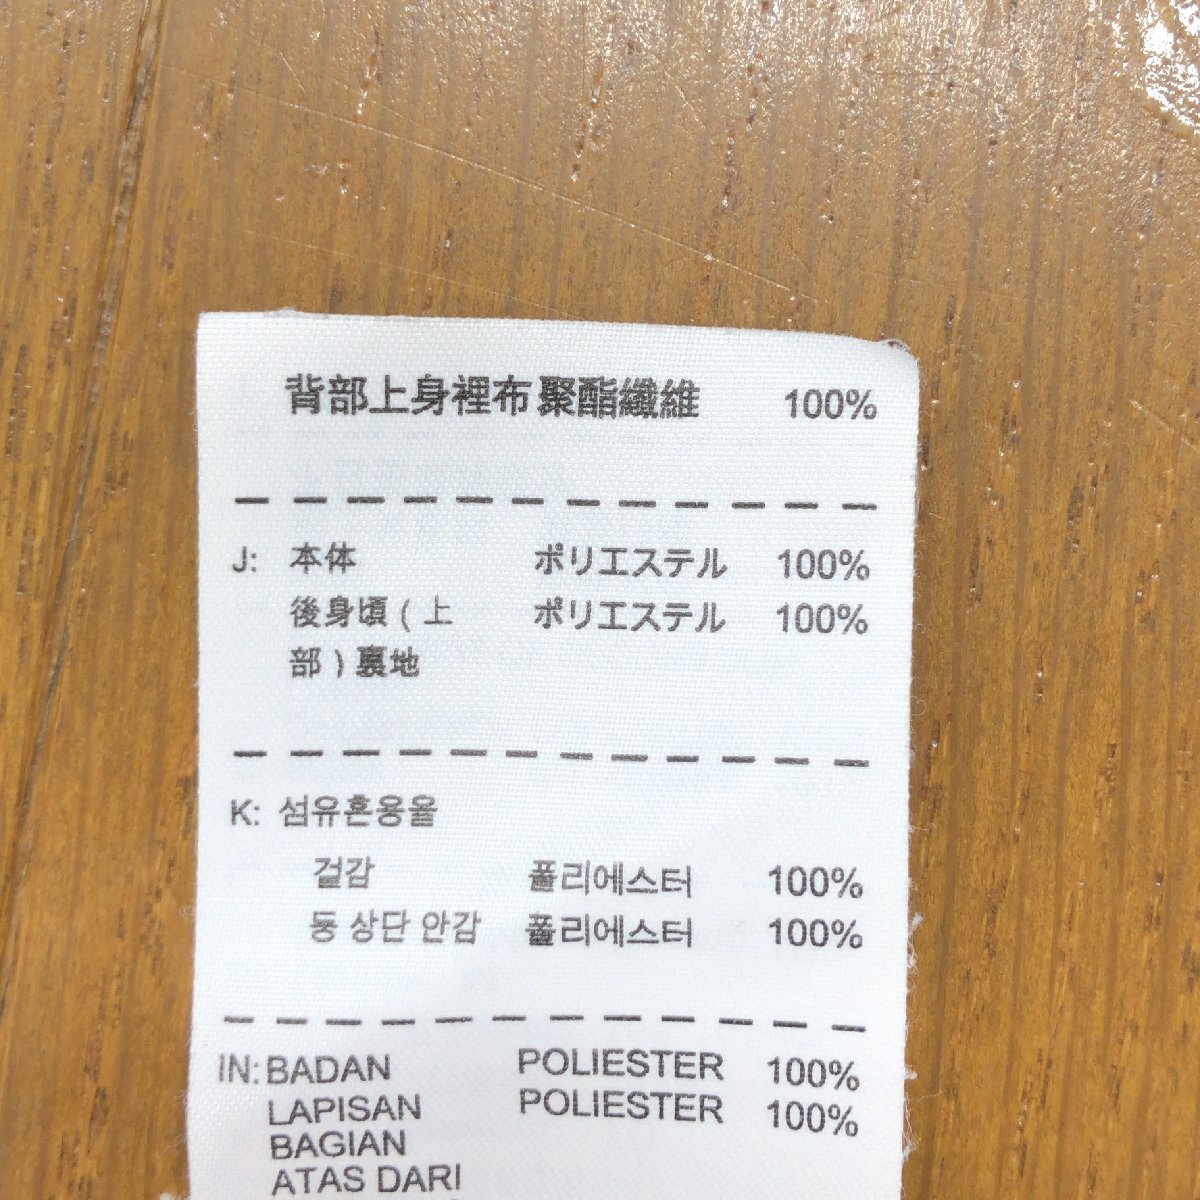 背部上身裡布 聚酯纖維 100%
J: 本体 ポリエステル 100%
後身頃(上 ポリエステル 100%
部)裏地
K: 섬유혼용율
겉감 폴리에스터 100%
등 상단 안감 폴리에스터 100%
IN: BADAN POLIESTER 100%
LAPISAN POLIESTER 100%
BAGIAN
ATAS DARI